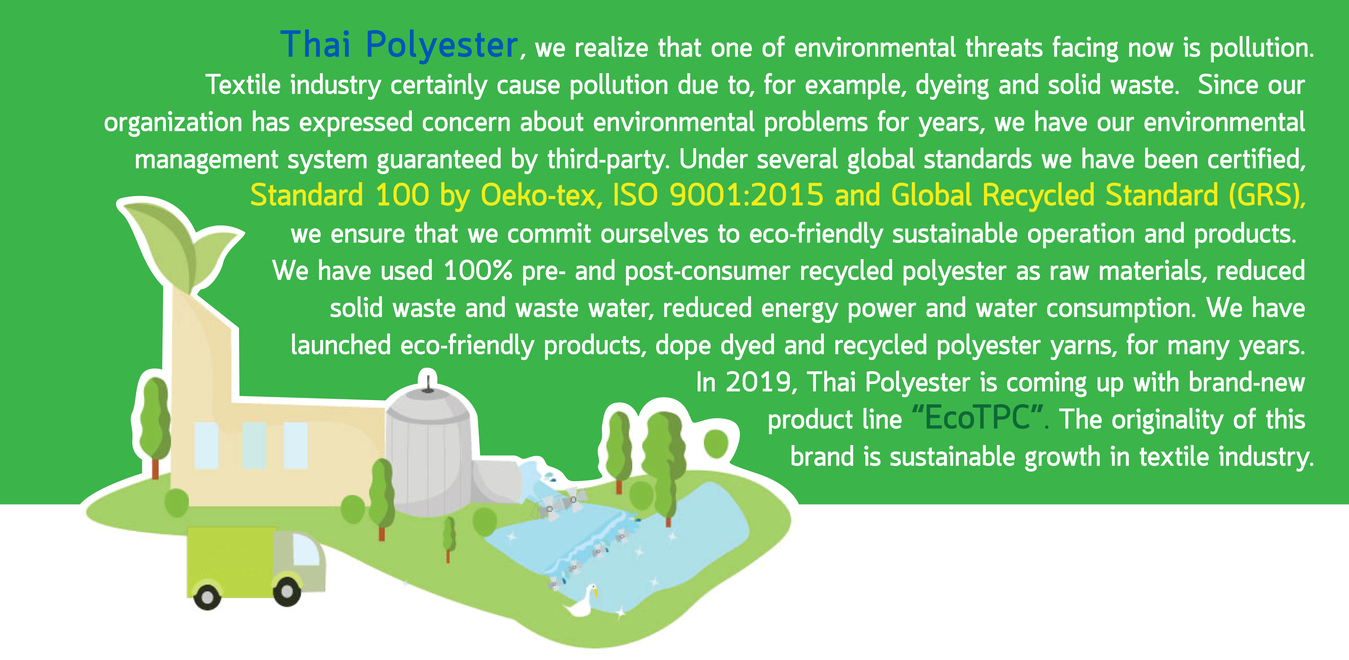 Thai Polyester, we realize that one of environmental threats facing now is pollution.
Textile industry certainly cause pollution due to, for example, dyeing and solid waste. Since our
organization has expressed concern about environmental problems for years, we have our environmental
management system guaranteed by third-party. Under several global standards we have been certified,
Standard 100 by Oeko-tex, ISO 9001:2015 and Global Recycled Standard (GRS),
we ensure that we commit ourselves to eco-friendly sustainable operation and products.
We have used 100% pre- and post-consumer recycled polyester as raw materials, reduced
solid waste and waste water, reduced energy power and water consumption. We have
launched eco-friendly products, dope dyed and recycled polyester yarns, for many years.
In 2019, Thai Polyester is coming up with brand-new
product line “EcoTPC”. The originality of this
brand is sustainable growth in textile industry.